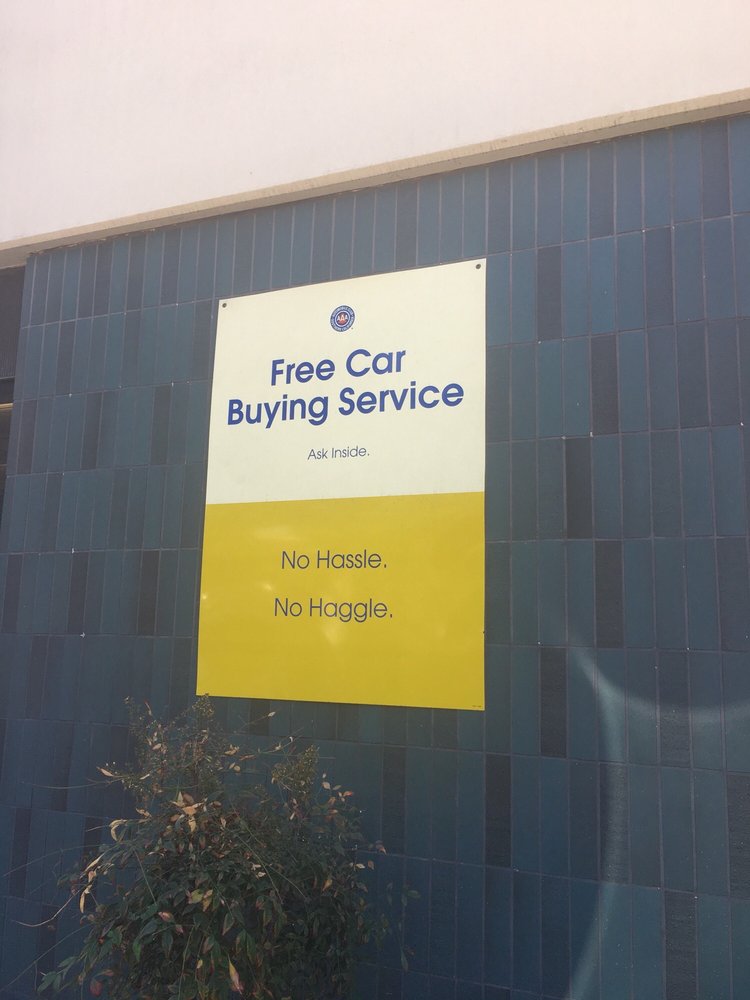 Free Car
Buying Service
Ask Inside.
No Hassle.
No Haggle.